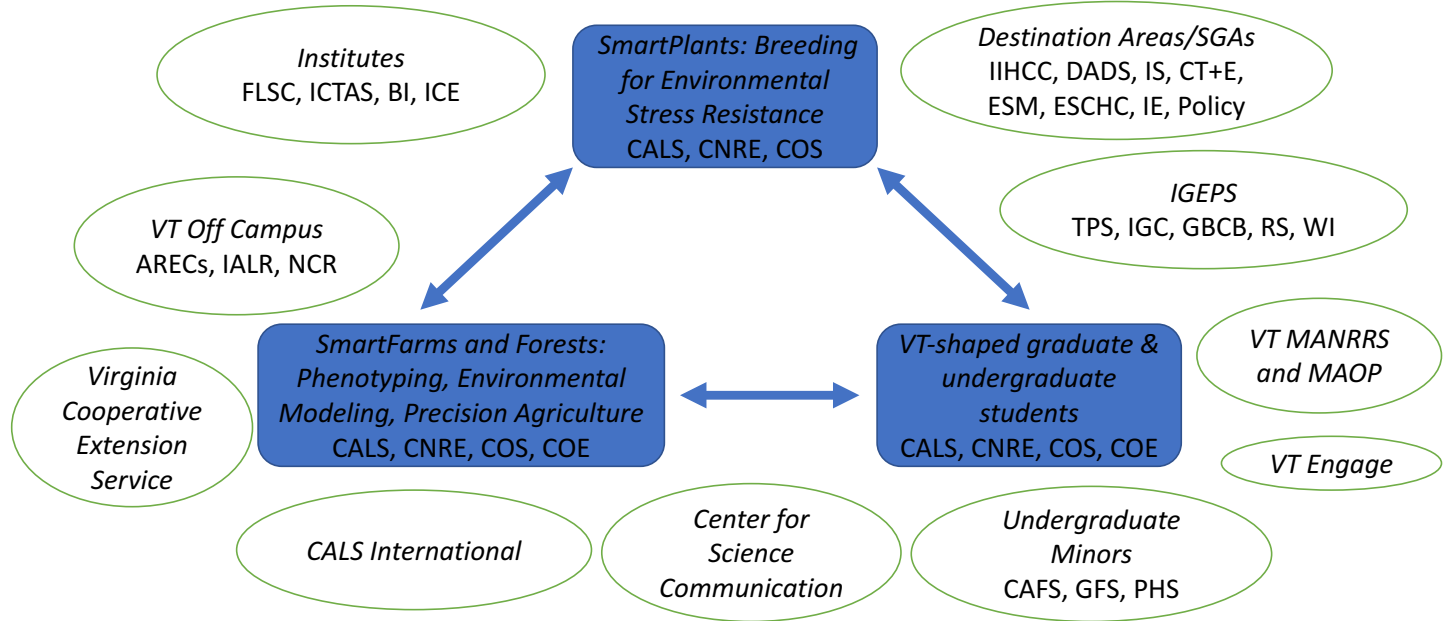 Institutes
FLSC, ICTAS, BI, ICE
SmartPlants: Breeding
for Environmental
Stress Resistance
CALS, CNRE, COS
Destination Areas/SGAs
IIHCC, DADS, IS, CT+E,
ESM, ESCHC, IE, Policy
VT Off Campus
ARECs, IALR, NCR
IGEPS
TPS, IGC, GBCB, RS, WI
Virginia
Cooperative
Extension
Service
SmartFarms and Forests:
Phenotyping, Environmental
Modeling, Precision Agriculture
CALS, CNRE, COS, COE
VT-shaped graduate &
undergraduate
students
CALS, CNRE, COS, COE
VT MANRRS
and MAOP
VT Engage
CALS International
Center for
Science
Communication
Undergraduate
Minors
CAFS, GFS, PHS